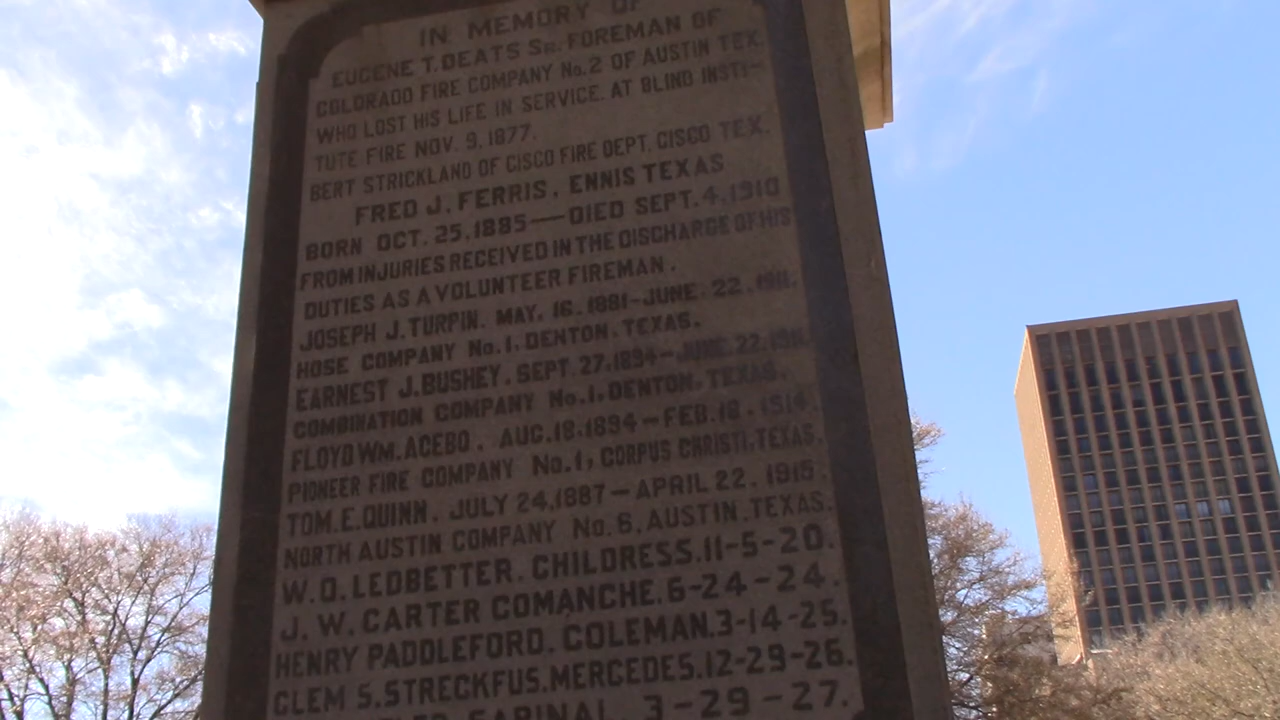 IN MEMORY OF
EUGENE T. DEATS SR. FOREMAN OF
COLORADO FIRE COMPANY No. 2 OF AUSTIN TEX.
WHO LOST HIS LIFE IN SERVICE. AT BLIND INSTI-
TUTE FIRE NOV. 9, 1877.
BERT STRICKLAND OF CISCO FIRE DEPT. CISCO TEX.
FRED J. FERRIS. ENNIS TEXAS
BORN OCT. 25, 1885 — DIED SEPT. 4, 1910
FROM INJURIES RECEIVED IN THE DISCHARGE OF HIS
DUTIES AS A VOLUNTEER FIREMAN.
JOSEPH J. TURPIN. MAY. 16. 1881 - JUNE. 22. 1911.
HOSE COMPANY No. 1. DENTON. TEXAS.
EARNEST J. BUSHEY. SEPT. 27. 1894 - JUNE. 22. 1911.
COMBINATION COMPANY No. 1. DENTON. TEXAS.
FLOYD WM. ACEBO. AUG. 18. 1894 - FEB. 18. 1914.
PIONEER FIRE COMPANY No. 1, CORPUS CHRISTI, TEXAS.
TOM. E. QUINN. JULY 24, 1887 - APRIL 22. 1915.
NORTH AUSTIN COMPANY No. 6, AUSTIN, TEXAS.
W. O. LEDBETTER. CHILDRESS. 11-5-20.
J. W. CARTER COMANCHE. 6-24-24.
HENRY PADDLEFORD. COLEMAN. 3-14-25.
CLEM S. STRECKFUS. MERCEDES. 12-29-26.
SABINAL 3-29-27.